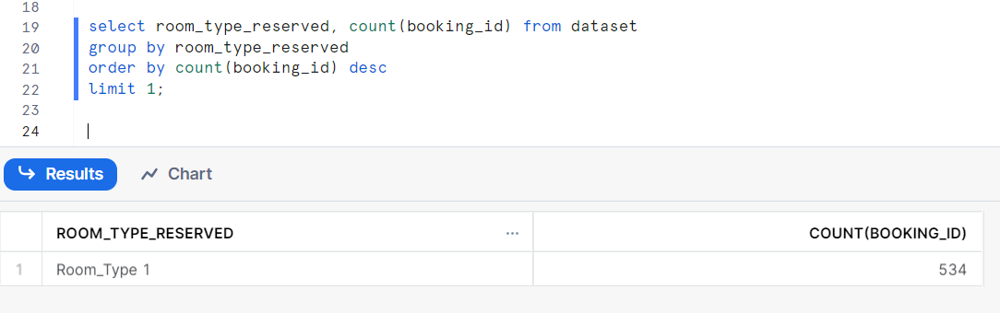 18
19 select room_type_reserved, count(booking_id) from dataset
20 group by room_type_reserved
21 order by count(booking_id) desc
22 limit 1;
23
24
Results Chart
ROOM_TYPE_RESERVED ... COUNT(BOOKING_ID)
1 Room_Type 1 534